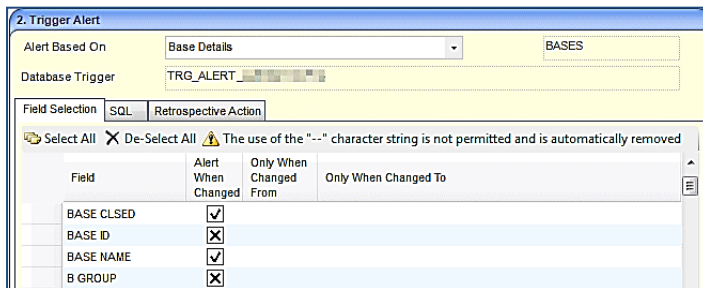 2. Trigger Alert
Alert Based On Base Details BASES
Database Trigger TRG_ALERT_
Field Selection SQL Retrospective Action
Select All De-Select All The use of the "--" character string is not permitted and is automatically removed
Field Alert When Changed Only When Changed From Only When Changed To
BASE CLSED
BASE ID
BASE NAME
B GROUP